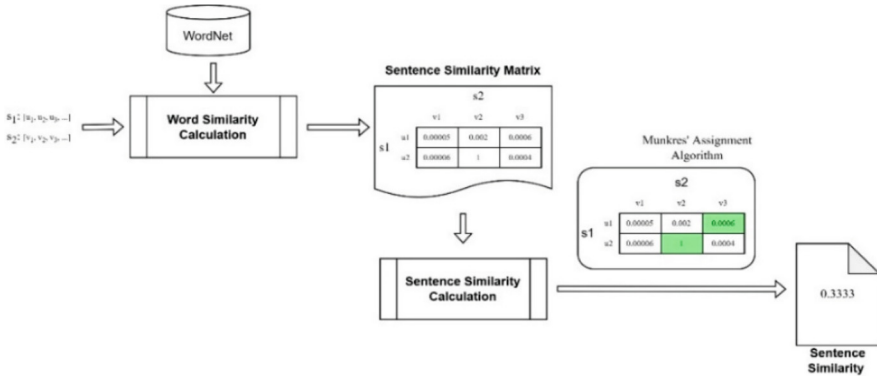 WordNet
s1: [u1, u2, u3, ...]
s2: [v1, v2, v3, ...]
Word Similarity
Calculation
Sentence Similarity Matrix
s2
v1 v2 v3
s1
u1 0.00005 0.002 0.0006
u2 0.00006 1 0.0004
Munkres' Assignment
Algorithm
s2
v1 v2 v3
s1
u1 0.00005 0.002 0.0006
u2 0.00006 1 0.0004
Sentence Similarity
Calculation
0.3333
Sentence
Similarity